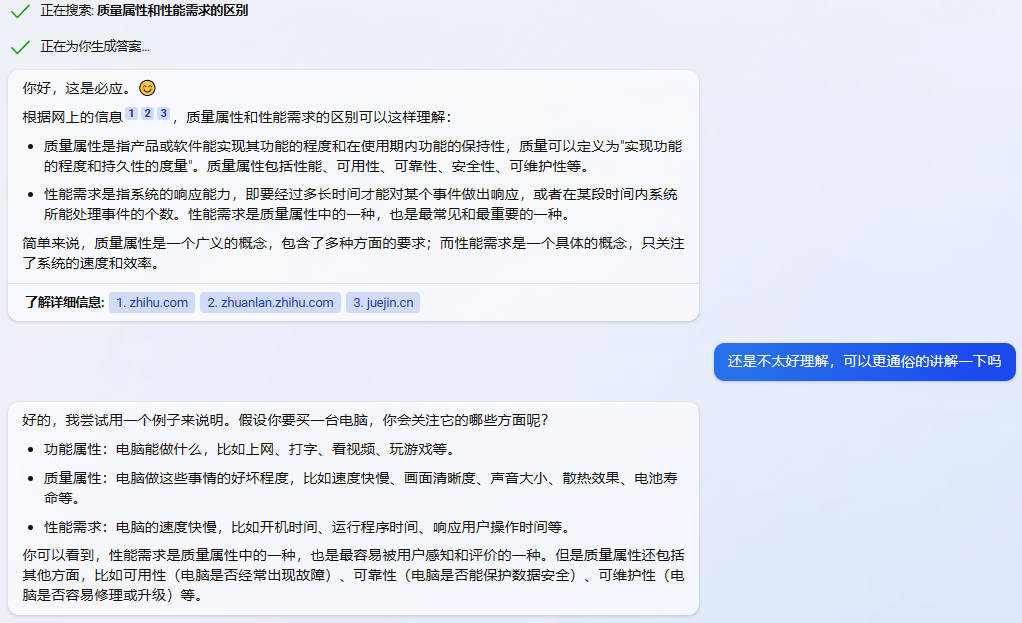 正在搜索: 质量属性和性能需求的区别
正在为你生成答案...
你好，这是必应。😊
根据网上的信息 1 2 3 ，质量属性和性能需求的区别可以这样理解：
• 质量属性是指产品或软件能实现其功能的程度和在使用期内功能的保持性，质量可以定义为"实现功能
的程度和持久性的度量"。质量属性包括性能、可用性、可靠性、安全性、可维护性等。
• 性能需求是指系统的响应能力，即要经过多长时间才能对某个事件做出响应，或者在某段时间内系统
所能处理事件的个数。性能需求是质量属性中的一种，也是最常见和最重要的一种。
简单来说，质量属性是一个广义的概念，包含了多种方面的要求；而性能需求是一个具体的概念，只关注
了系统的速度和效率。
了解详细信息: 1. zhihu.com 2. zhuanlan.zhihu.com 3. juejin.cn
还是不太好理解，可以更通俗的讲解一下吗
好的，我尝试用一个例子来说明。假设你要买一台电脑，你会关注它的哪些方面呢？
• 功能属性：电脑能做什么，比如上网、打字、看视频、玩游戏等。
• 质量属性：电脑做这些事情的好坏程度，比如速度快慢、画面清晰度、声音大小、散热效果、电池寿
命等。
• 性能需求：电脑的速度快慢，比如开机时间、运行程序时间、响应用户操作时间等。
你可以看到，性能需求是质量属性中的一种，也是最容易被用户感知和评价的一种。但是质量属性还包括
其他方面，比如可用性（电脑是否经常出现故障）、可靠性（电脑是否能保护数据安全）、可维护性（电
脑是否容易修理或升级）等。